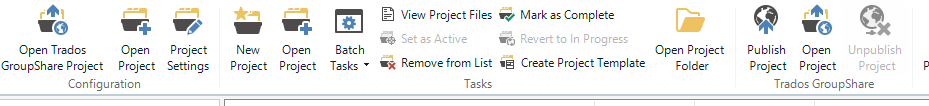 Open Trados
GroupShare Project
Open
Project
Project
Settings
Configuration
New
Project
Open
Project
Batch
Tasks
View Project Files
Set as Active
Remove from List
Mark as Complete
Revert to In Progress
Create Project Template
Open Project
Folder
Tasks
Publish
Project
Open
Project
Unpublish
Project
Trados GroupShare
P